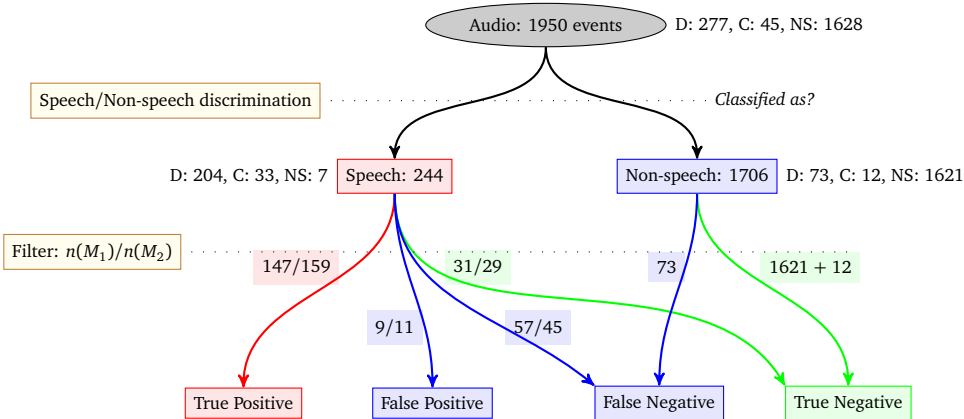 Audio: 1950 events
D: 277, C: 45, NS: 1628
Speech/Non-speech discrimination
Classified as?
D: 204, C: 33, NS: 7
Speech: 244
Non-speech: 1706
D: 73, C: 12, NS: 1621
Filter: n(M₁)/n(M₂)
147/159
31/29
73
1621 + 12
9/11
57/45
True Positive
False Positive
False Negative
True Negative